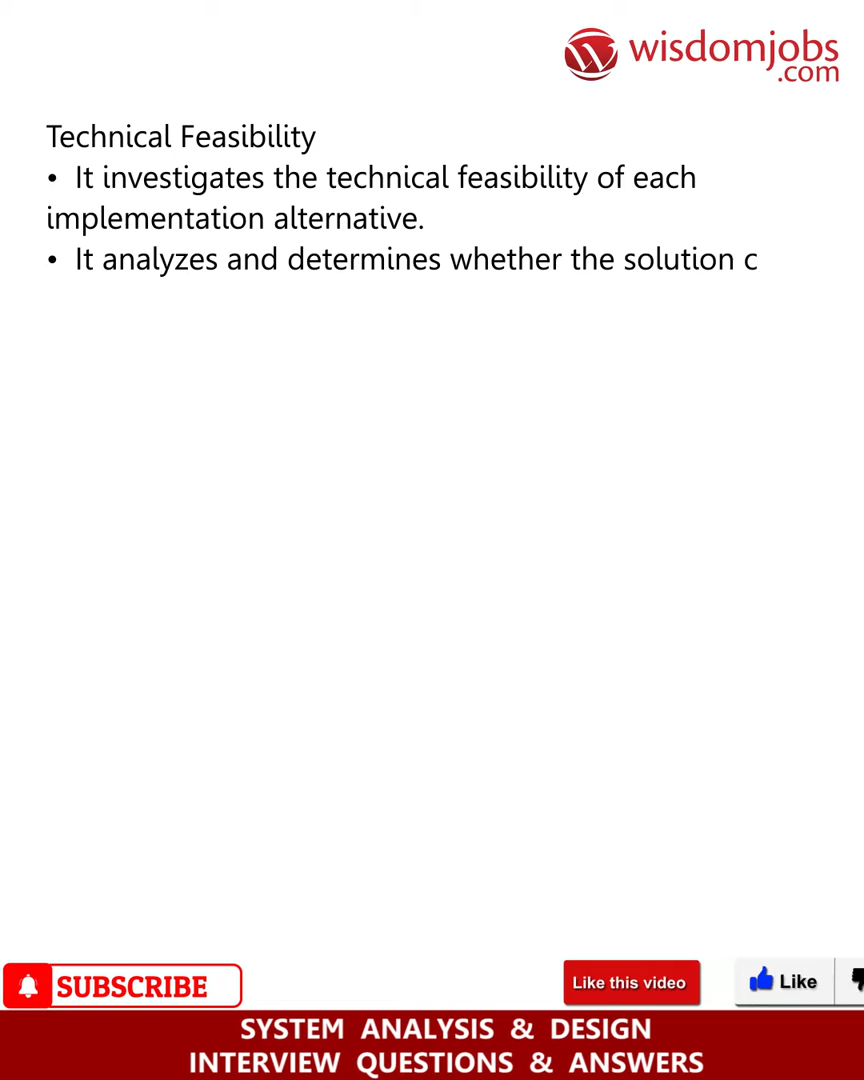 wisdomjobs
.com
Technical Feasibility
• It investigates the technical feasibility of each
implementation alternative.
• It analyzes and determines whether the solution c
SUBSCRIBE
Like this video
Like
SYSTEM ANALYSIS & DESIGN
INTERVIEW QUESTIONS & ANSWERS